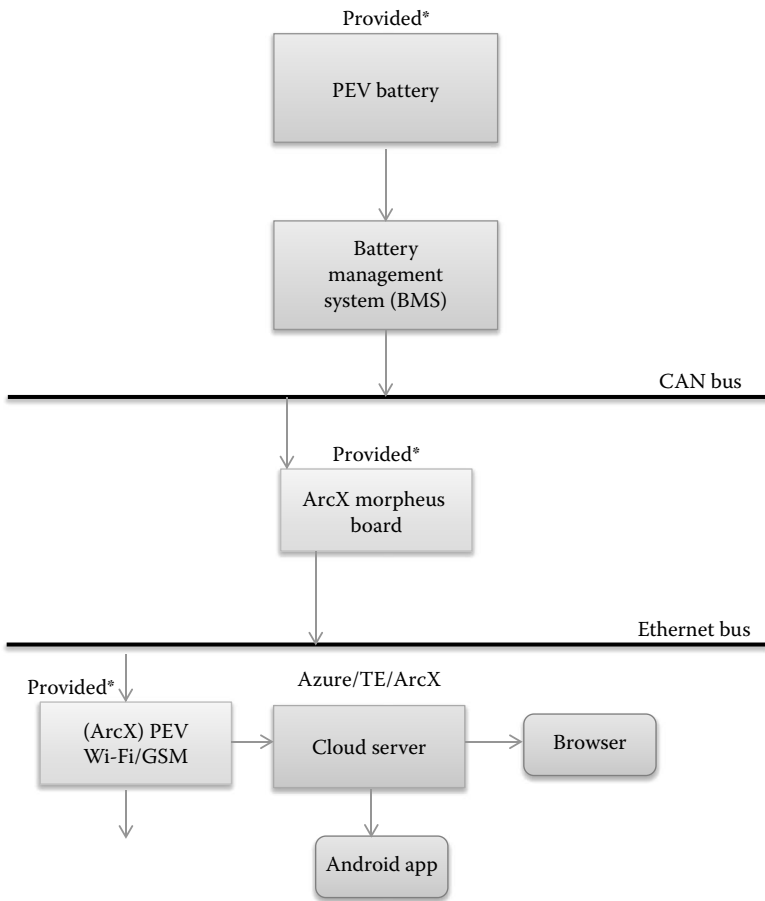 Provided*
PEV battery
Battery
management
system (BMS)
CAN bus
Provided*
ArcX morpheus
board
Ethernet bus
Provided*
(ArcX) PEV
Wi-Fi/GSM
Azure/TE/ArcX
Cloud server
Browser
Android app